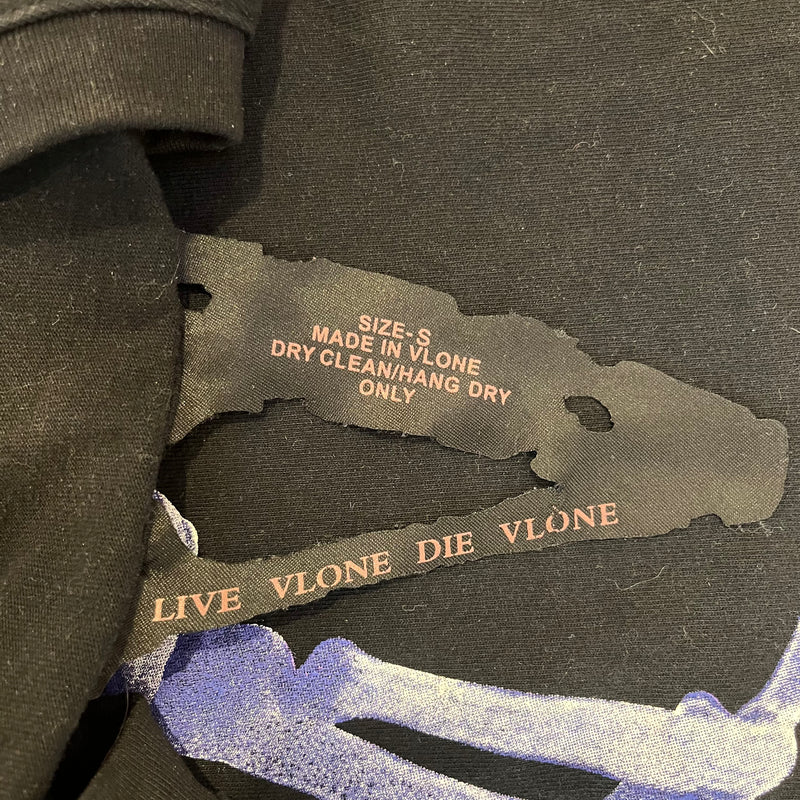 SIZE-S
MADE IN VLONE
DRY CLEAN/HANG DRY
ONLY
LIVE VLONE DIE VLONE